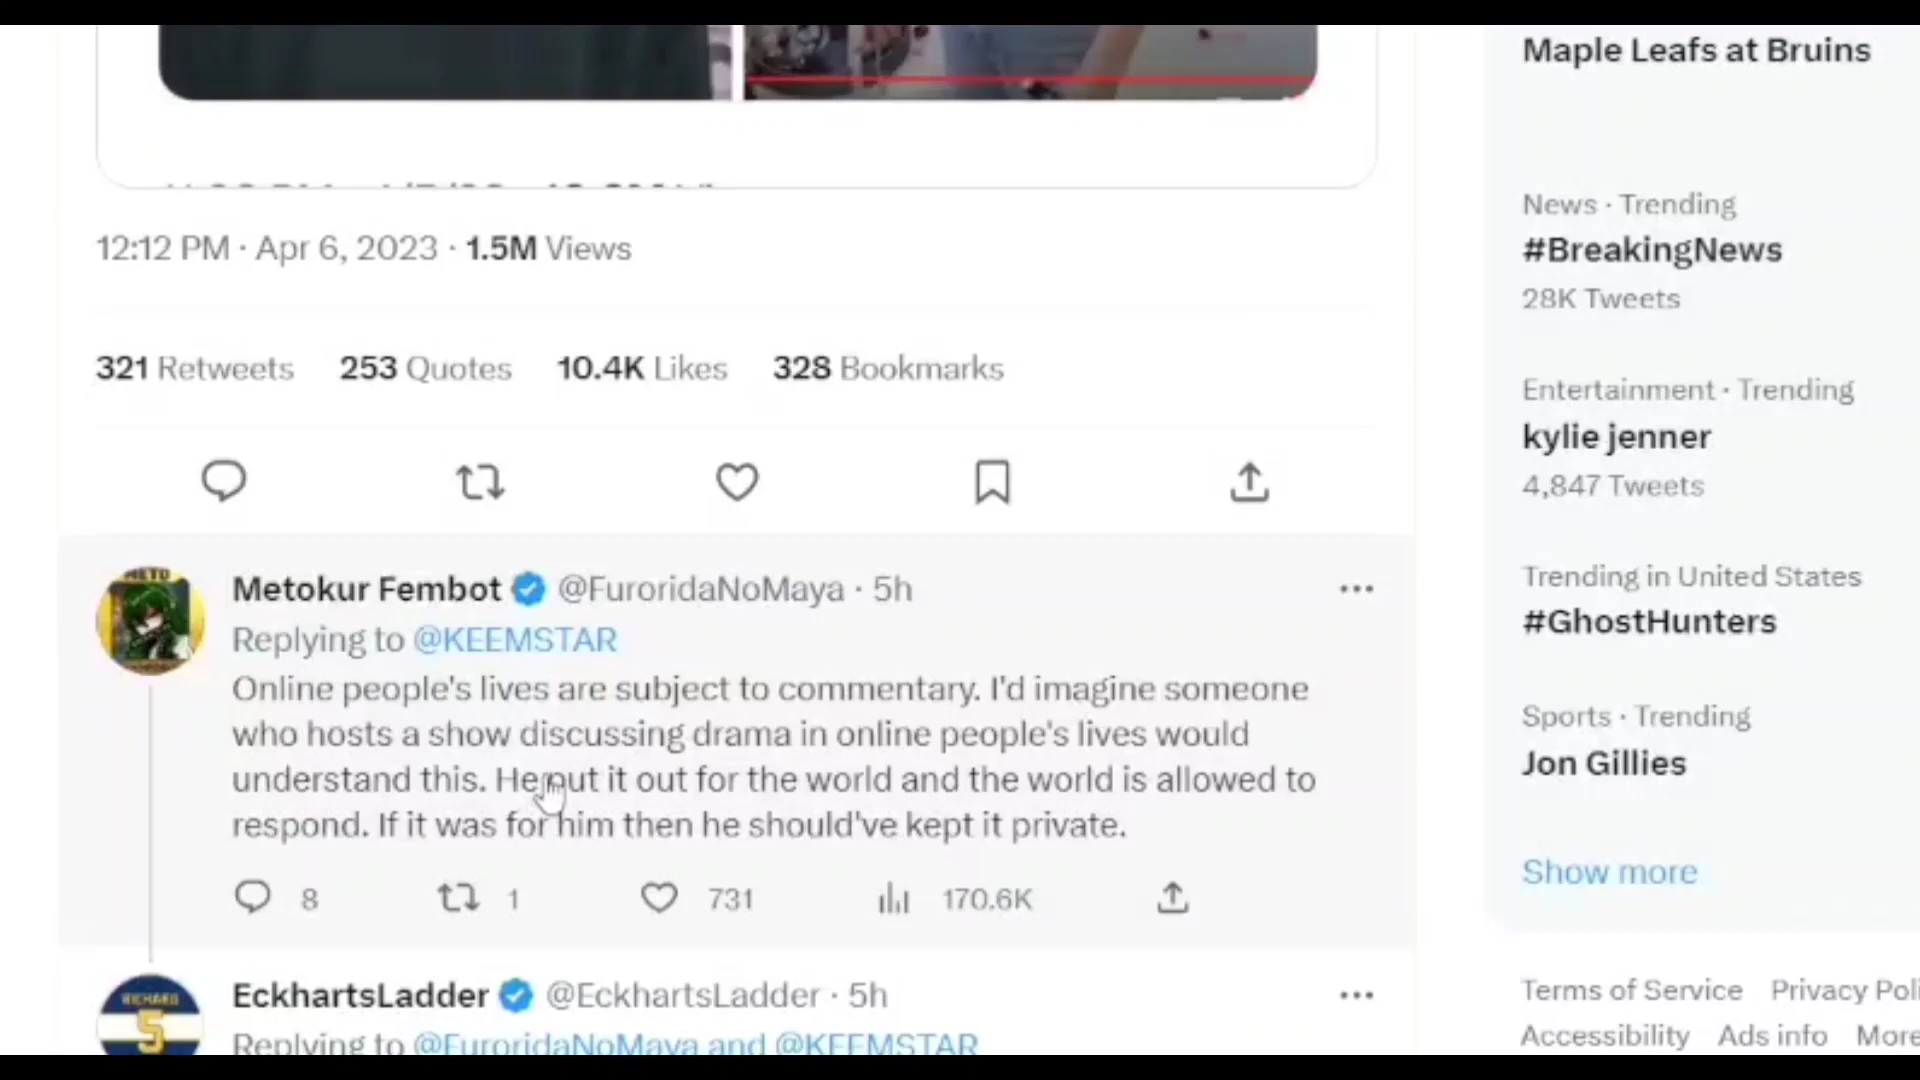 12:12 PM · Apr 6, 2023 · 1.5M Views
321 Retweets 253 Quotes 10.4K Likes 328 Bookmarks
METO
Metokur Fembot @FuroridaNoMaya · 5h
Replying to @KEEMSTAR
Online people's lives are subject to commentary. I'd imagine someone
who hosts a show discussing drama in online people's lives would
understand this. He put it out for the world and the world is allowed to
respond. If it was for him then he should've kept it private.
8 1 731 170.6K
RICHARD
5
EckhartsLadder @EckhartsLadder · 5h
Replying to @FuroridaNoMaya and @KEEMSTAR
Maple Leafs at Bruins
News · Trending
#BreakingNews
28K Tweets
Entertainment · Trending
kylie jenner
4,847 Tweets
Trending in United States
#GhostHunters
Sports · Trending
Jon Gillies
Show more
Terms of Service Privacy Poli
Accessibility Ads info More